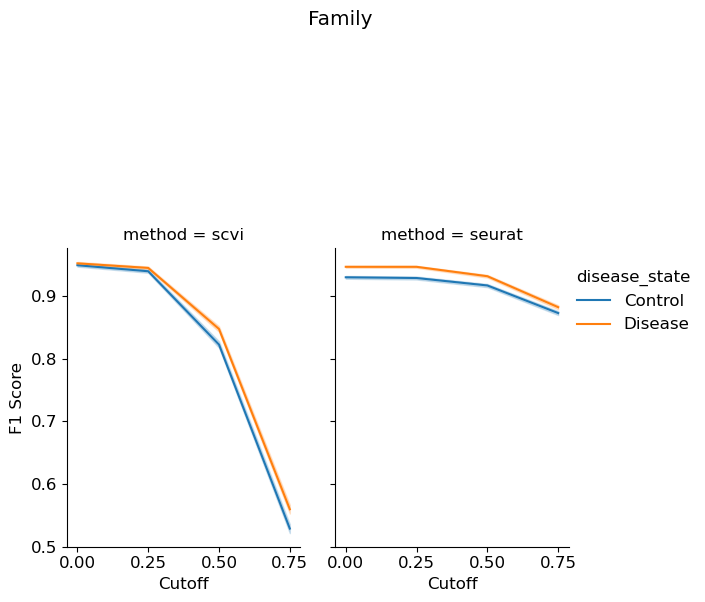 Family
method = scvi
method = seurat
disease_state
Control
Disease
F1 Score
0.9
0.8
0.7
0.6
0.5
0.00 0.25 0.50 0.75
0.00 0.25 0.50 0.75
Cutoff
Cutoff